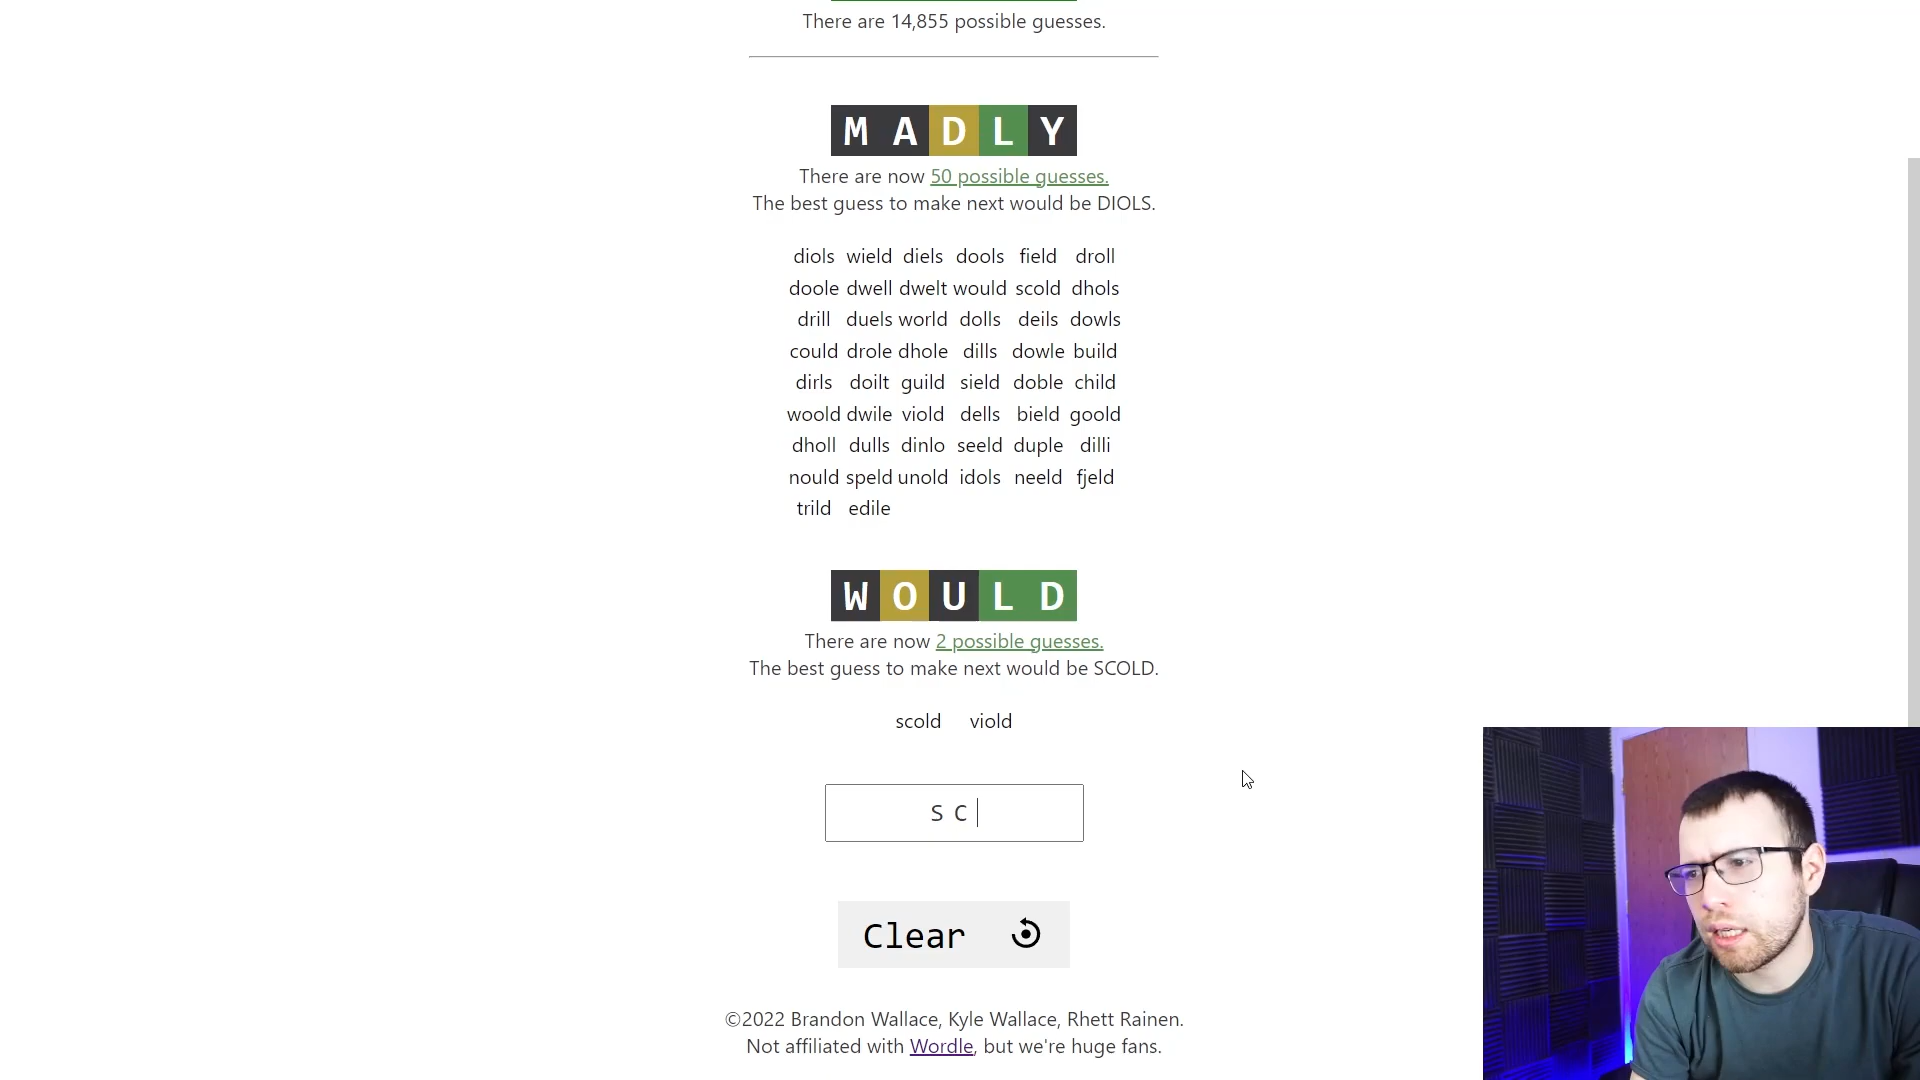 There are 14,855 possible guesses.
MADLY
There are now 50 possible guesses.
The best guess to make next would be DIOLS.
diols wield diels dools field droll
doole dwell dwelt would scold dhols
drill duels world dolls deils dowls
could drole dhole dills dowle build
dirls doilt guild sield doble child
woold dwile viold dells bield goold
dholl dulls dinlo seeld duple dilli
nould speld unold idols neeld fjeld
trild edile
WOULD
There are now 2 possible guesses.
The best guess to make next would be SCOLD.
scold viold
SC
Clear
©2022 Brandon Wallace, Kyle Wallace, Rhett Rainen.
Not affiliated with Wordle, but we're huge fans.